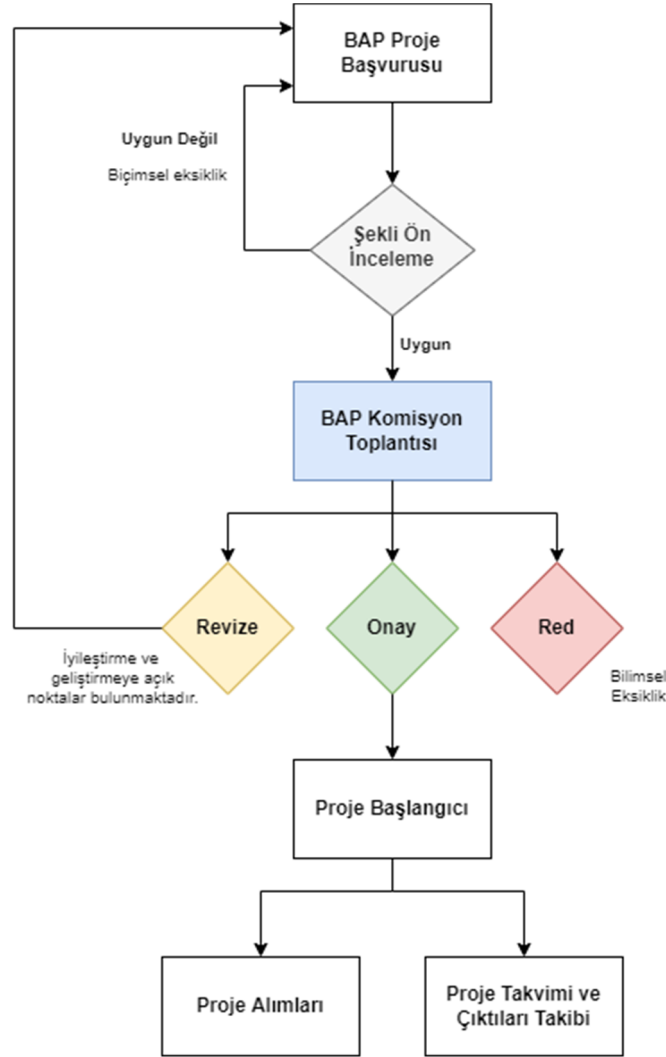 BAP Proje
Başvurusu
Uygun Değil
Biçimsel eksiklik
Şekli Ön
İnceleme
Uygun
BAP Komisyon
Toplantısı
Revize
Onay
Red
İyileştirme ve
geliştirmeye açık
noktalar bulunmaktadır.
Bilimsel
Eksiklik
Proje Başlangıcı
Proje Alımları
Proje Takvimi ve
Çıktıları Takibi